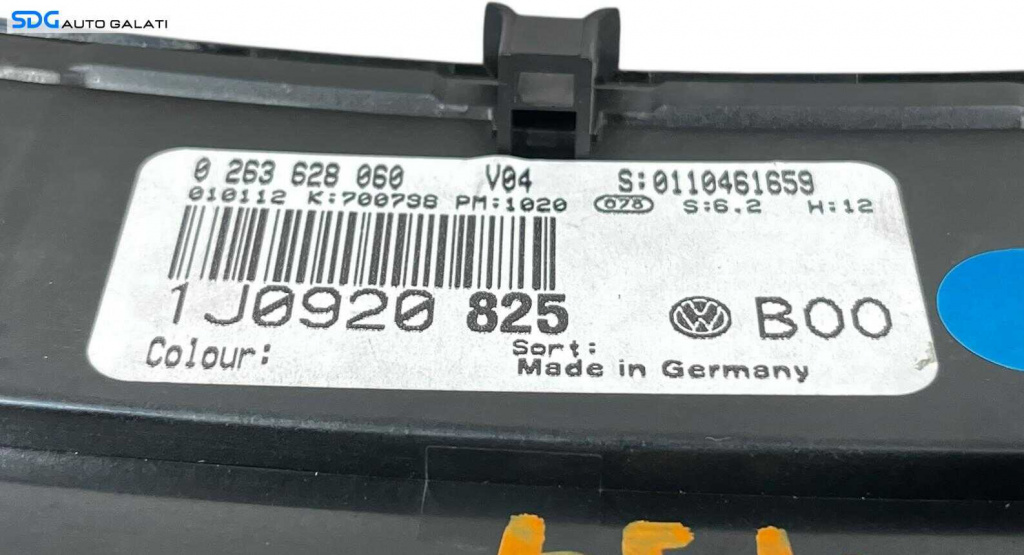 SDG AUTO GALATI
0 263 628 060 V04 S:0110461659
010112 K:700798 PM:1020 078 S:6.2 H:12
1J0920 825 VW B00
Colour: Sort:
Made in Germany